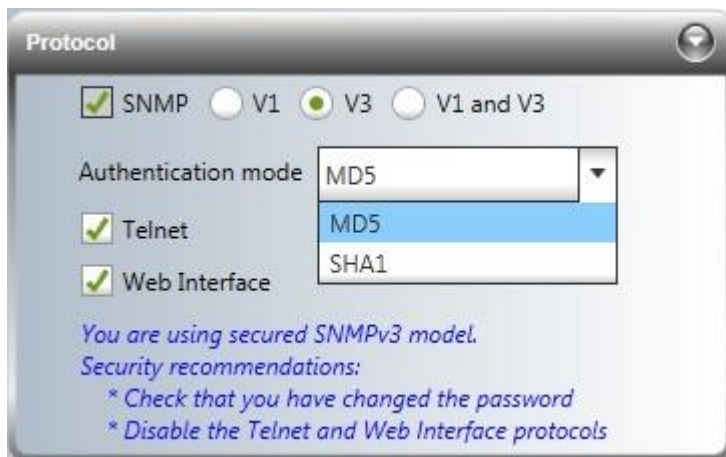 Protocol
SNMP V1 V3 V1 and V3
Authentication mode MD5
Telnet MD5
SHA1
Web Interface
You are using secured SNMPv3 model.
Security recommendations:
* Check that you have changed the password
* Disable the Telnet and Web Interface protocols